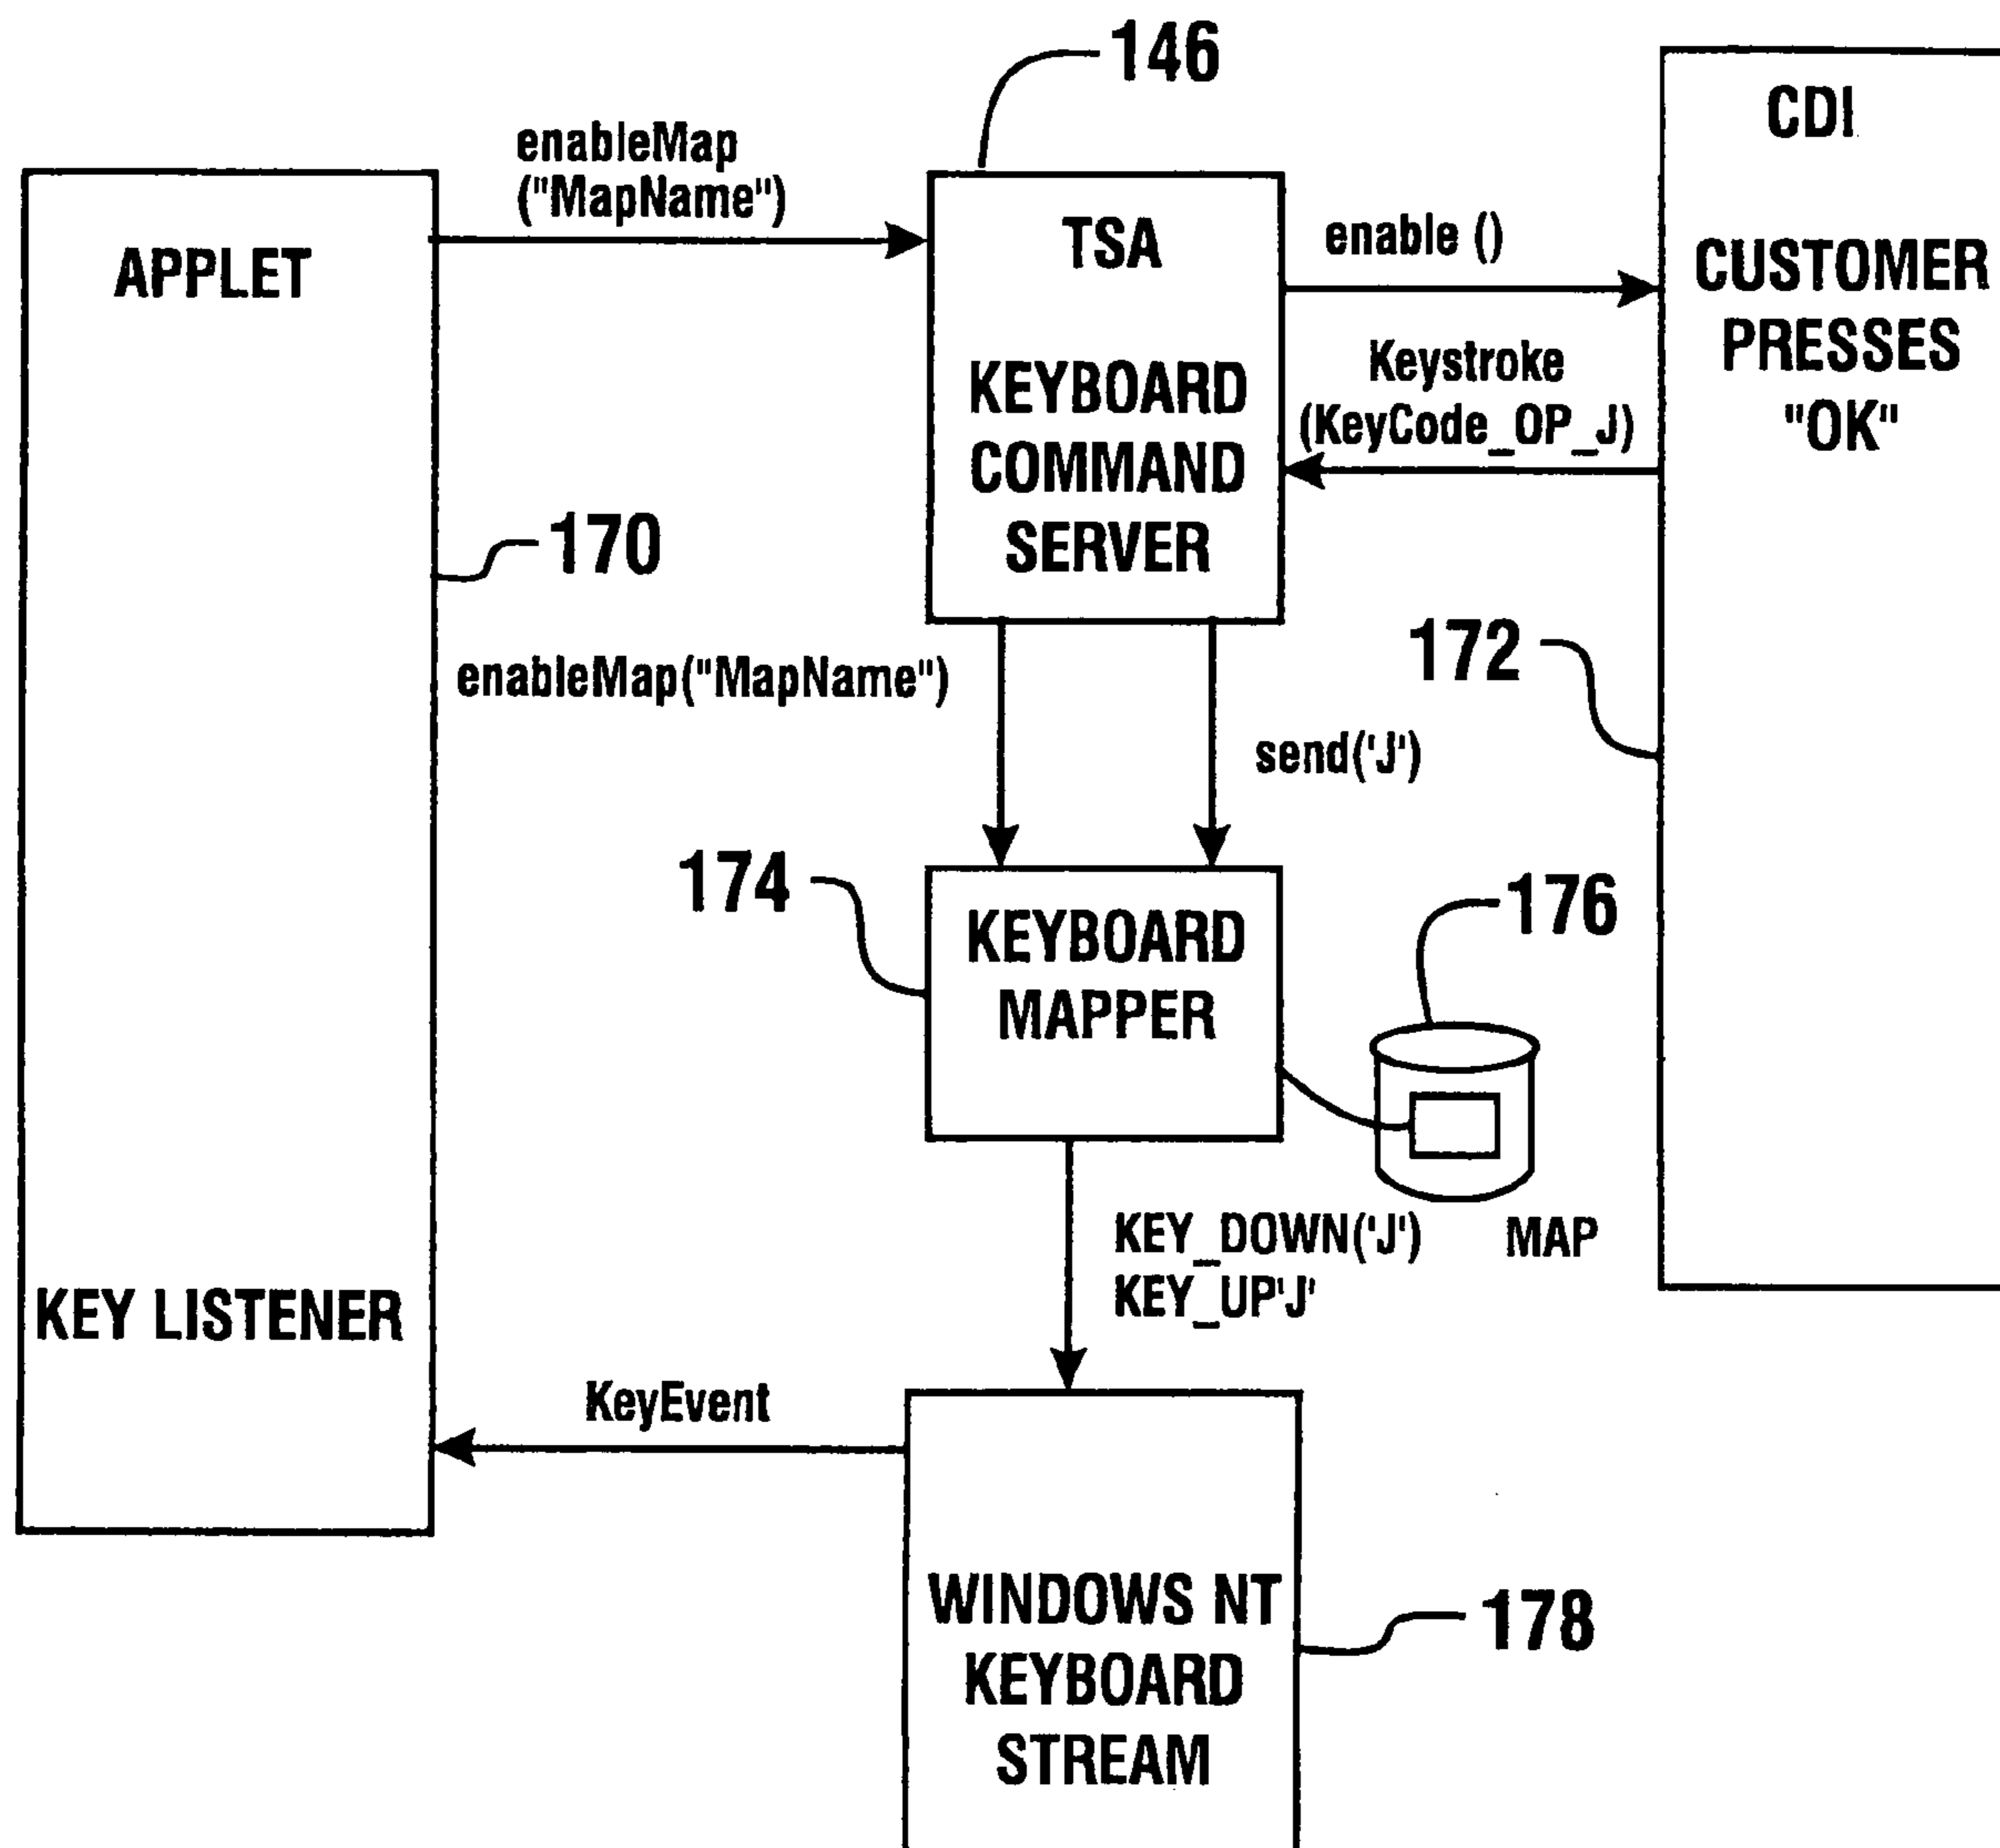 146
CDI
enableMap
("MapName")
APPLET
TSA
enable ()
CUSTOMER
PRESSES
"OK"
Keystroke
(KeyCode_OP_J)
KEYBOARD
COMMAND
SERVER
170
172
enableMap("MapName")
send('J')
174
KEYBOARD
MAPPER
176
KEY_DOWN('J')
KEY_UP'J'
MAP
KEY LISTENER
KeyEvent
WINDOWS NT
KEYBOARD
STREAM
178